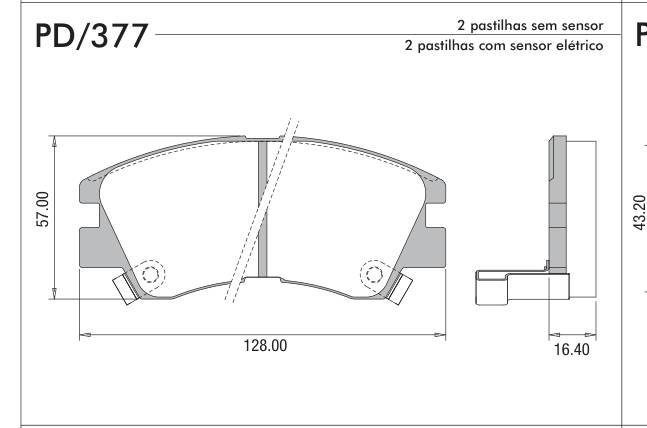 PD/377
2 pastilhas sem sensor
2 pastilhas com sensor elétrico
P
57.00
43.20
128.00
16.40